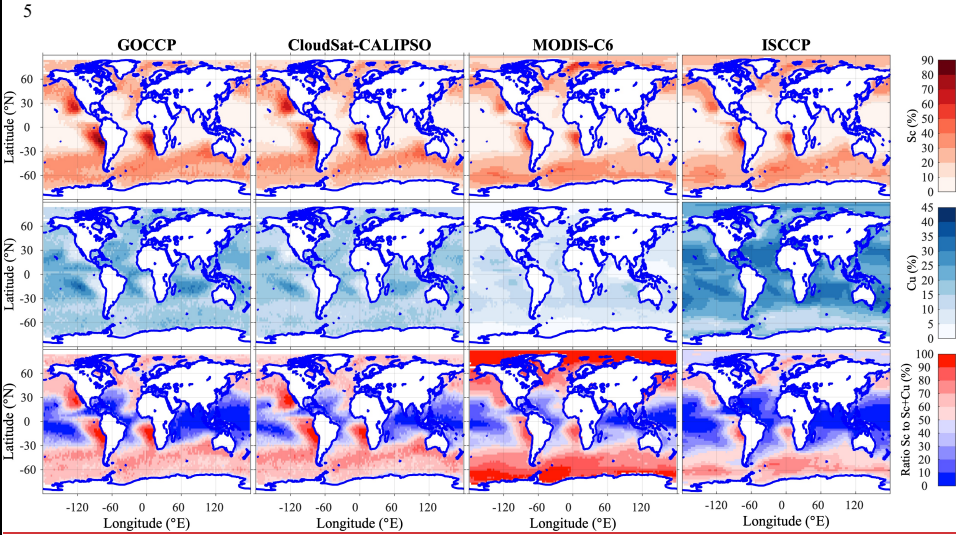 5
GOCCP CloudSat-CALIPSO MODIS-C6 ISCCP
Latitude (°N) 60 30 0 -30 -60
Sc (%) 90 80 70 60 50 40 30 20 10 0
Latitude (°N) 60 30 0 -30 -60
Cu (%) 45 40 35 30 25 20 15 10 5 0
Latitude (°N) 60 30 0 -30 -60
Ratio Sc to Sc+Cu (%) 100 90 80 70 60 50 40 30 20 10 0
-120 -60 0 60 120 -120 -60 0 60 120 -120 -60 0 60 120 -120 -60 0 60 120
Longitude (°E) Longitude (°E) Longitude (°E) Longitude (°E)